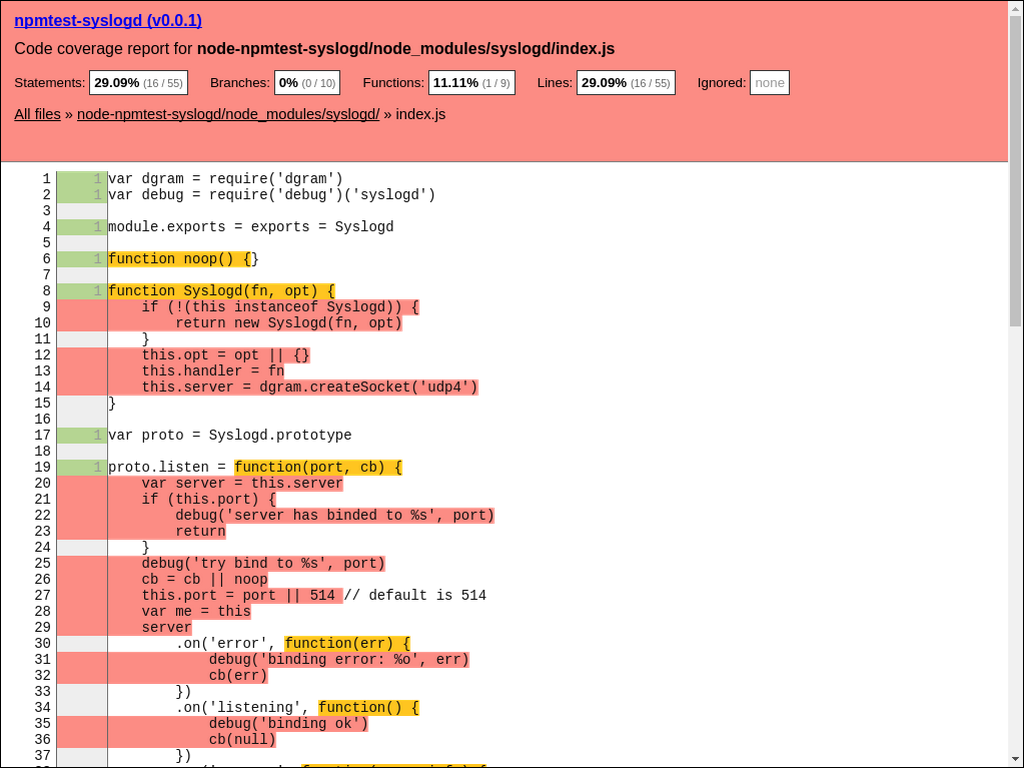 npmtest-syslogd (v0.0.1)
Code coverage report for node-npmtest-syslogd/node_modules/syslogd/index.js
Statements: 29.09% (16 / 55) Branches: 0% (0 / 10) Functions: 11.11% (1 / 9) Lines: 29.09% (16 / 55) Ignored: none
All files » node-npmtest-syslogd/node_modules/syslogd/ » index.js
1 1 var dgram = require('dgram')
2 1 var debug = require('debug')('syslogd')
3
4 1 module.exports = exports = Syslogd
5
6 1 function noop() {}
7
8 1 function Syslogd(fn, opt) {
9 if (!(this instanceof Syslogd)) {
10 return new Syslogd(fn, opt)
11 }
12 this.opt = opt || {}
13 this.handler = fn
14 this.server = dgram.createSocket('udp4')
15 }
16
17 1 var proto = Syslogd.prototype
18
19 1 proto.listen = function(port, cb) {
20 var server = this.server
21 if (this.port) {
22 debug('server has binded to %s', port)
23 return
24 }
25 debug('try bind to %s', port)
26 cb = cb || noop
27 this.port = port || 514 // default is 514
28 var me = this
29 server
30 .on('error', function(err) {
31 debug('binding error: %o', err)
32 cb(err)
33 })
34 .on('listening', function() {
35 debug('binding ok')
36 cb(null)
37 })